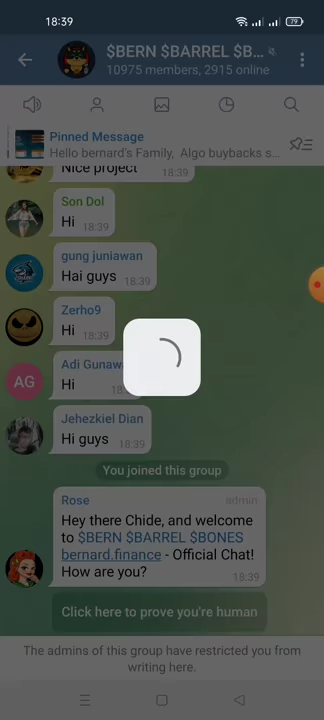 18:39
79
$BERN $BARREL $B...
10975 members, 2915 online
Pinned Message
Hello bernard's Family, Algo buybacks s...
Nice project 18:39
Son Dol
Hi 18:39
gung juniawan
Hai guys 18:39
Zerho9
Hi 18:39
AG
Adi Gunaw
Hi
Jehezkiel Dian
Hi guys 18:39
You joined this group
Rose admin
Hey there Chide, and welcome
to $BERN $BARREL $BONES
bernard.finance - Official Chat!
How are you?
18:39
Click here to prove you're human
The admins of this group have restricted you from
writing here.